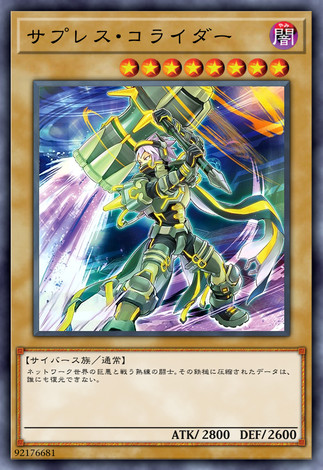 サプレス・コライダー
闇
やみ
[サイバース族/通常]
ネットワーク世界の巨悪と戦う熟練の闘士。その鉄槌に圧縮されたデータは、
誰にも復元できない。
ATK/2800 DEF/2600
92176681